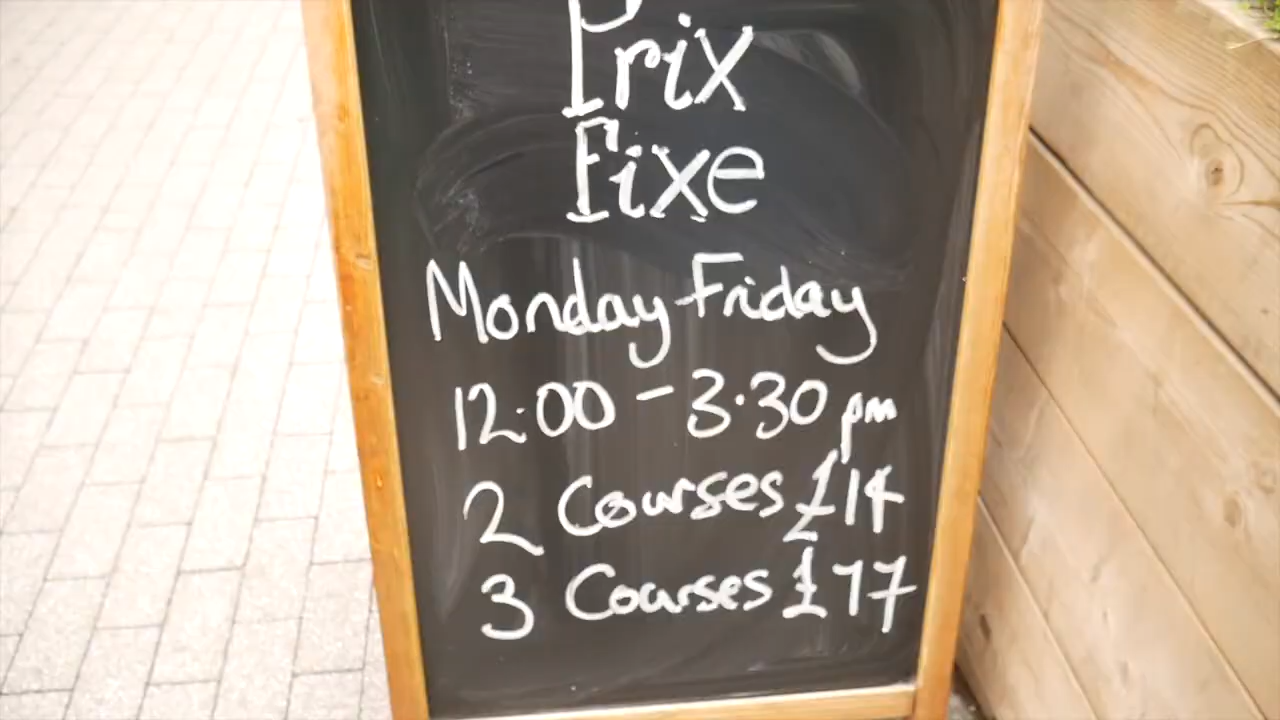 Prix
Fixe
Monday-Friday
12:00 - 3.30 pm
2 Courses £14
3 Courses £17